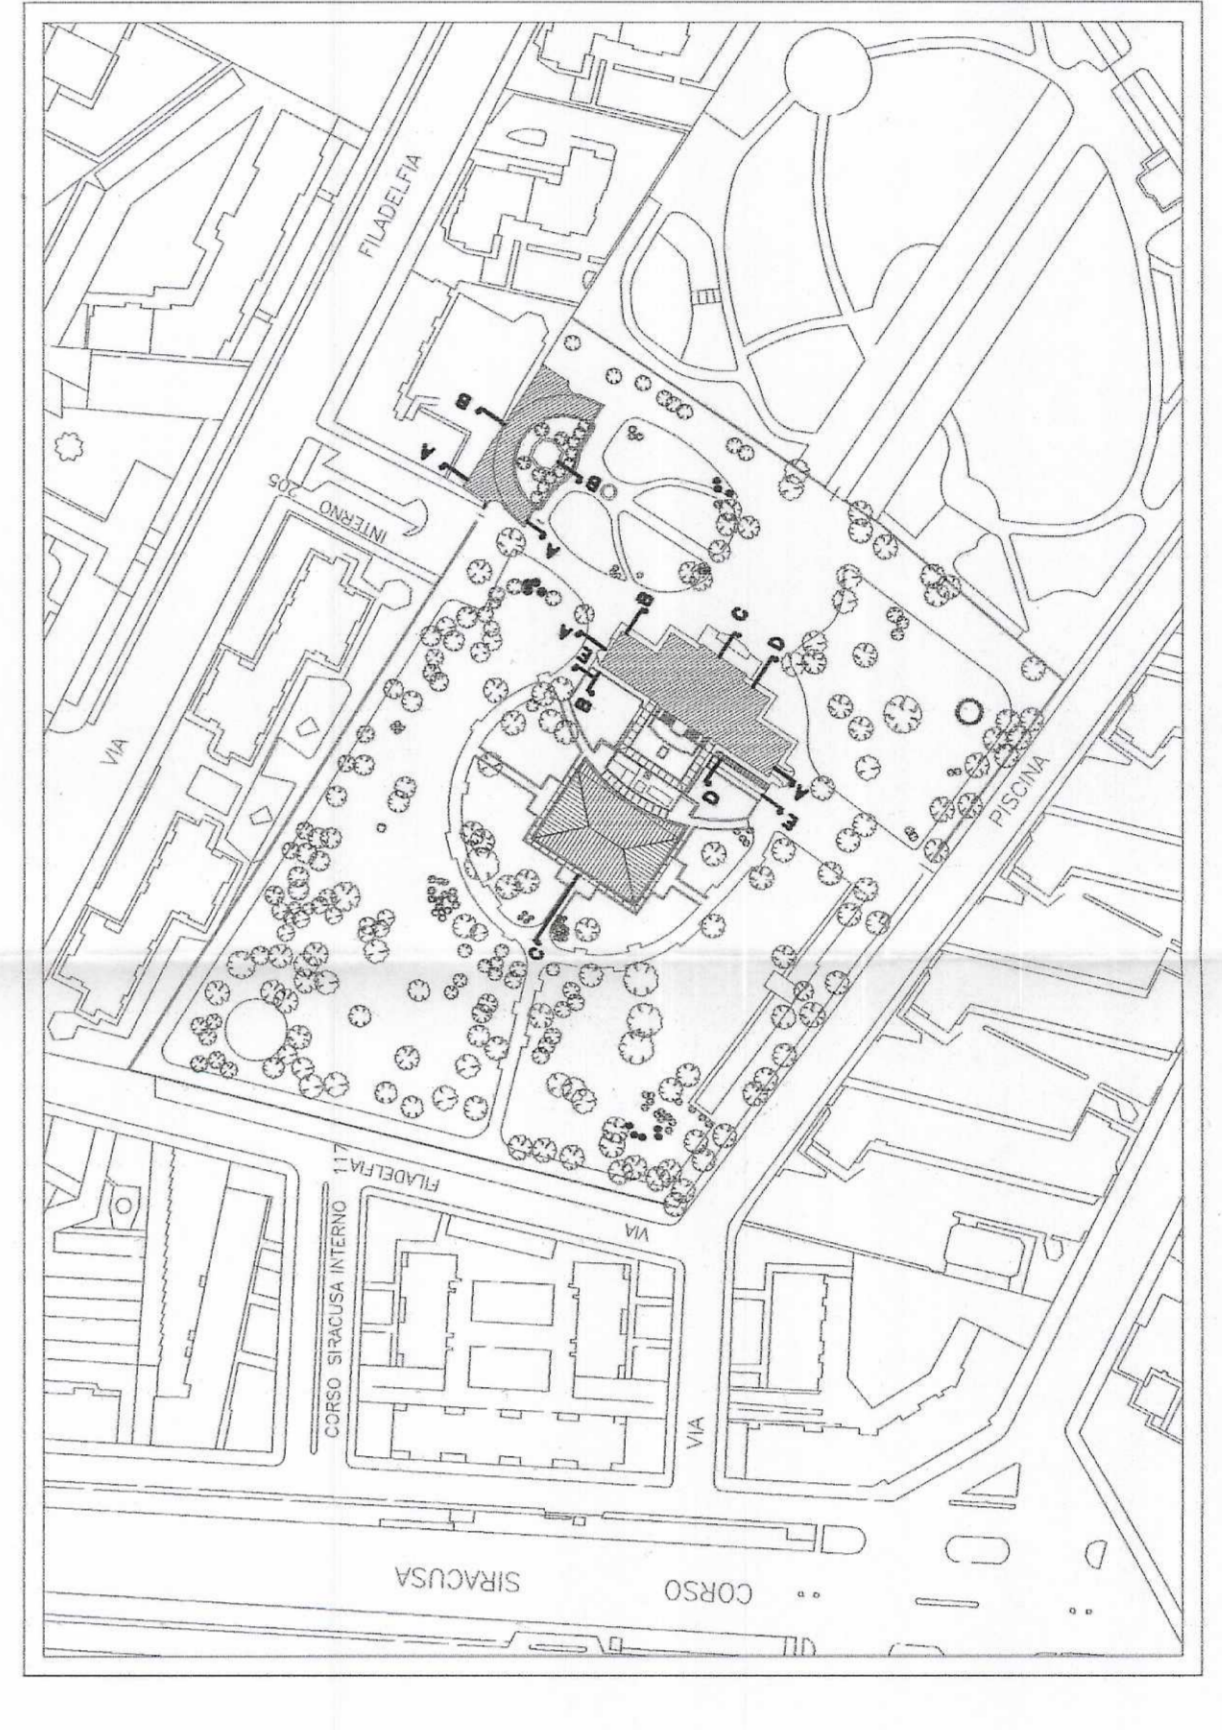 FILADELFIA
B
A
205
INTERNO
B
A
B
C
A
D
E
B
VIA
D
A
E
PISCINA
C
117
FILADELFIA
VIA
CORSO SIRACUSA INTERNO
VIA
SIRACUSA
CORSO